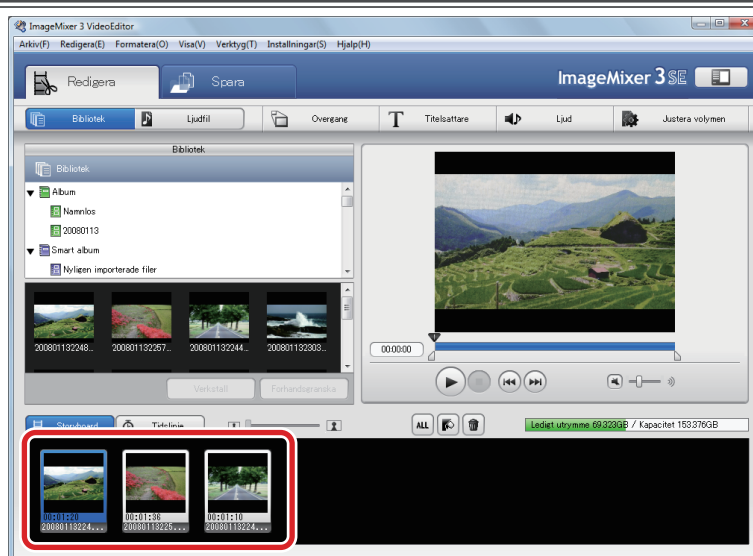 ImageMixer 3 VideoEditor
Arkiv(F) Redigera(E) Formatera(O) Visa(V) Verktyg(T) Installningar(S) Hjalp(H)
Redigera Spara ImageMixer 3 SE
Bibliotek Ljudfil Overgang T Titelsattare Ljud Justera volymen
Bibliotek
Bibliotek
Album
Namnlos
20080113
Smart album
Nyligen importerade filer
200801132248... 200801132257... 200801132244... 200801132303...
00:00:00
Verkstall Forhandsgranska
Storyboard Tidslinje ALL Ledigt utrymme 69.323GB / Kapacitet 153.376GB
00:01:20 00:01:36 00:01:10
20080113224... 20080113225... 20080113224...